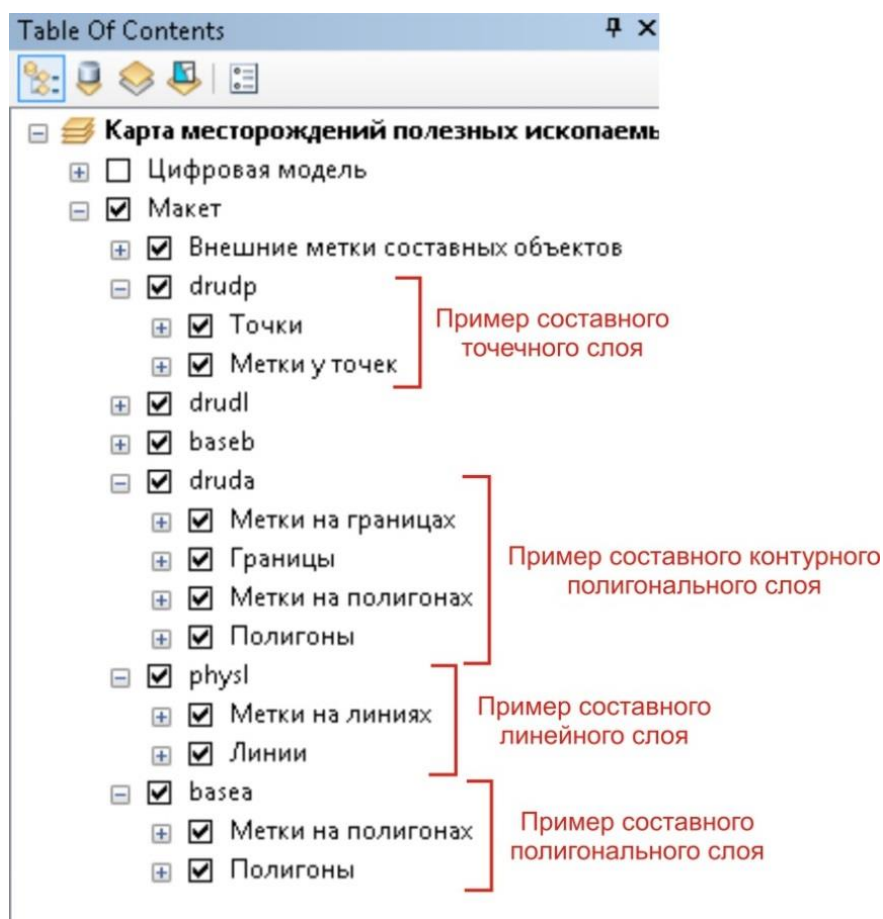 Table Of Contents
Карта месторождений полезных ископаемы
Цифровая модель
Макет
Внешние метки составных объектов
drudp
Точки
Метки у точек
Пример составного
точечного слоя
drudl
baseb
druda
Метки на границах
Границы
Метки на полигонах
Полигоны
Пример составного контурного
полигонального слоя
physl
Метки на линиях
Линии
Пример составного
линейного слоя
basea
Метки на полигонах
Полигоны
Пример составного
полигонального слоя